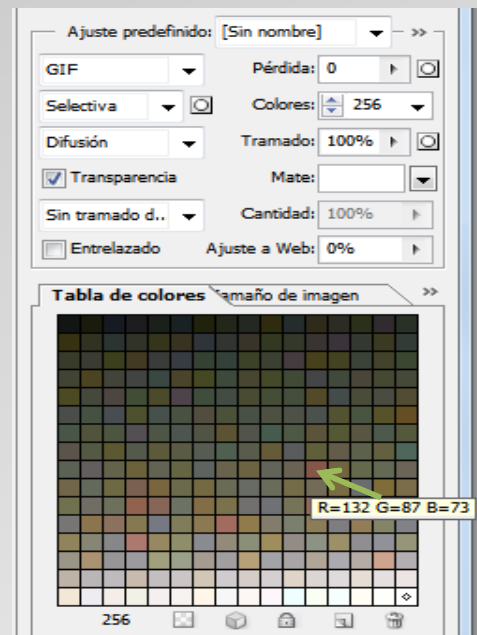 Ajuste predefinido: [Sin nombre]
GIF Pérdida: 0
Selectiva Colores: 256
Difusión Tramado: 100%
Transparencia Mate:
Sin tramado d.. Cantidad: 100%
Entrelazado Ajuste a Web: 0%
Tabla de colores amaño de imagen
R=132 G=87 B=73
256